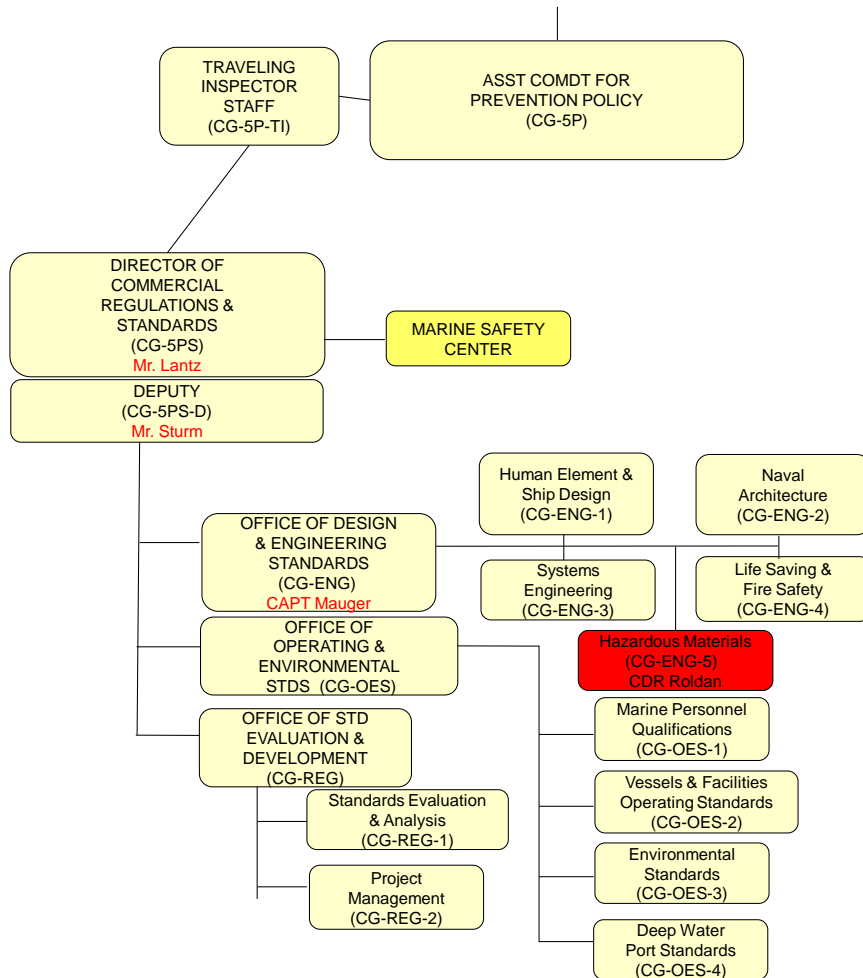 TRAVELING
INSPECTOR
STAFF
(CG-5P-TI)
ASST COMDT FOR
PREVENTION POLICY
(CG-5P)
DIRECTOR OF
COMMERCIAL
REGULATIONS &
STANDARDS
(CG-5PS)
Mr. Lantz
MARINE SAFETY
CENTER
DEPUTY
(CG-5PS-D)
Mr. Sturm
Human Element &
Ship Design
(CG-ENG-1)
Naval
Architecture
(CG-ENG-2)
OFFICE OF DESIGN
& ENGINEERING
STANDARDS
(CG-ENG)
CAPT Mauger
Systems
Engineering
(CG-ENG-3)
Life Saving &
Fire Safety
(CG-ENG-4)
Hazardous Materials
(CG-ENG-5)
CDR Roldan
OFFICE OF
OPERATING &
ENVIRONMENTAL
STDS (CG-OES)
Marine Personnel
Qualifications
(CG-OES-1)
Vessels & Facilities
Operating Standards
(CG-OES-2)
Environmental
Standards
(CG-OES-3)
Deep Water
Port Standards
(CG-OES-4)
OFFICE OF STD
EVALUATION &
DEVELOPMENT
(CG-REG)
Standards Evaluation
& Analysis
(CG-REG-1)
Project
Management
(CG-REG-2)